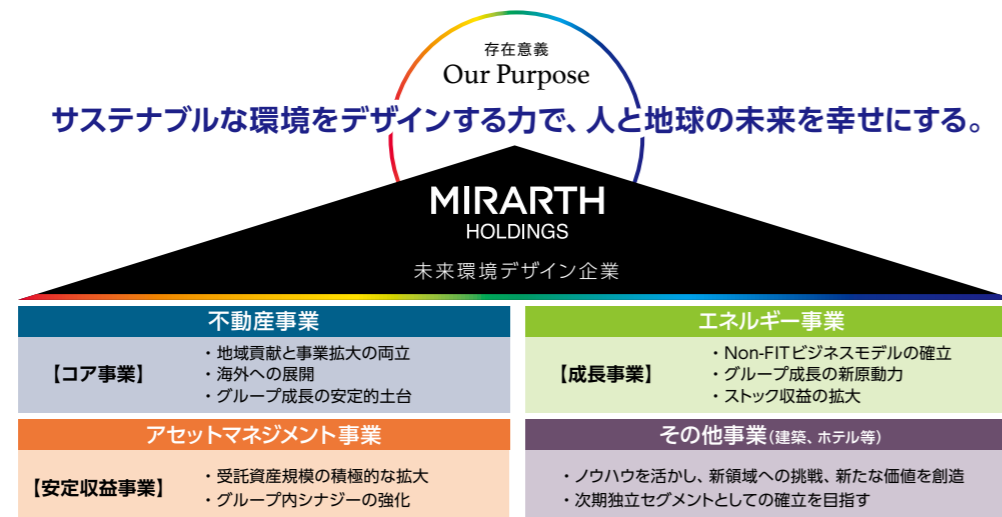 存在意義
Our Purpose
サステナブルな環境をデザインする力で、人と地球の未来を幸せにする。
MIRARTH
HOLDINGS
未来環境デザイン企業
不動産事業
【コア事業】
・地域貢献と事業拡大の両立
・海外への展開
・グループ成長の安定的土台
エネルギー事業
【成長事業】
・Non-FITビジネスモデルの確立
・グループ成長の新原動力
・ストック収益の拡大
アセットマネジメント事業
【安定収益事業】
・受託資産規模の積極的な拡大
・グループ内シナジーの強化
その他事業(建築、ホテル等)
・ノウハウを活かし、新領域への挑戦、新たな価値を創造
・次期独立セグメントとしての確立を目指す